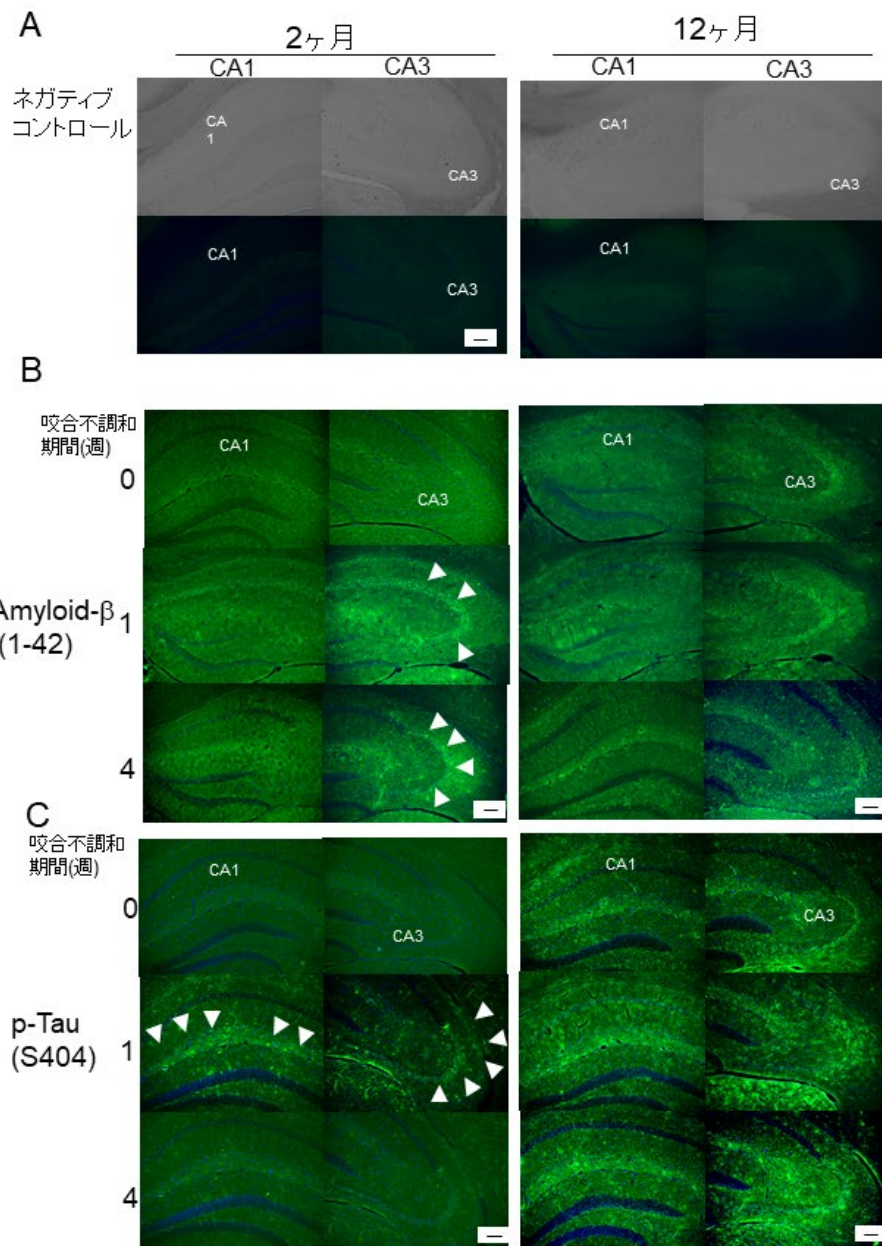 A
2ヶ月
12ヶ月
CA1
CA3
CA1
CA3
ネガティブ
コントロール
CA
1
CA3
CA1
CA3
CA1
CA3
CA1
B
咬合不調和
期間(週)
0
CA1
CA3
CA1
CA3
Amyloid-β
(1-42)
1
4
C
咬合不調和
期間(週)
0
CA1
CA3
CA1
CA3
p-Tau
(S404)
1
4